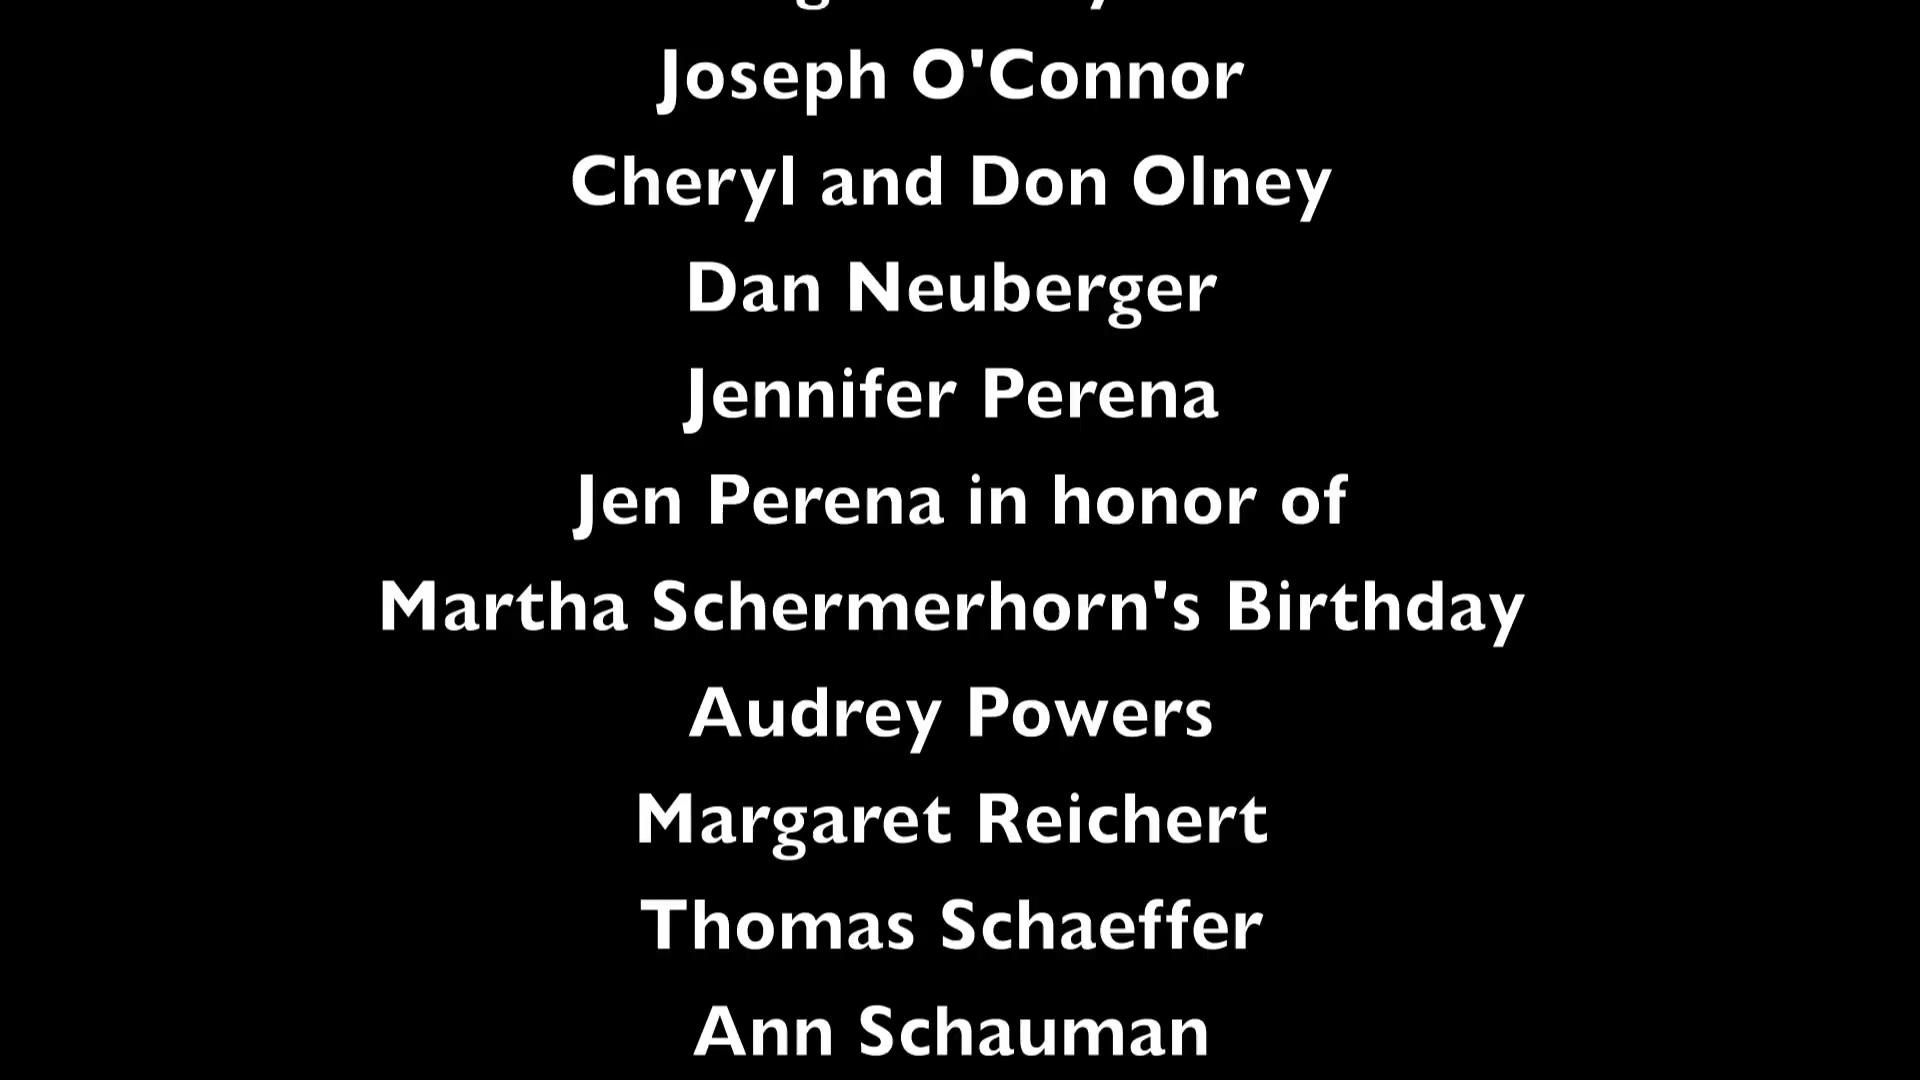 Joseph O'Connor
Cheryl and Don Olney
Dan Neuberger
Jennifer Perena
Jen Perena in honor of
Martha Schermerhorn's Birthday
Audrey Powers
Margaret Reichert
Thomas Schaeffer
Ann Schauman